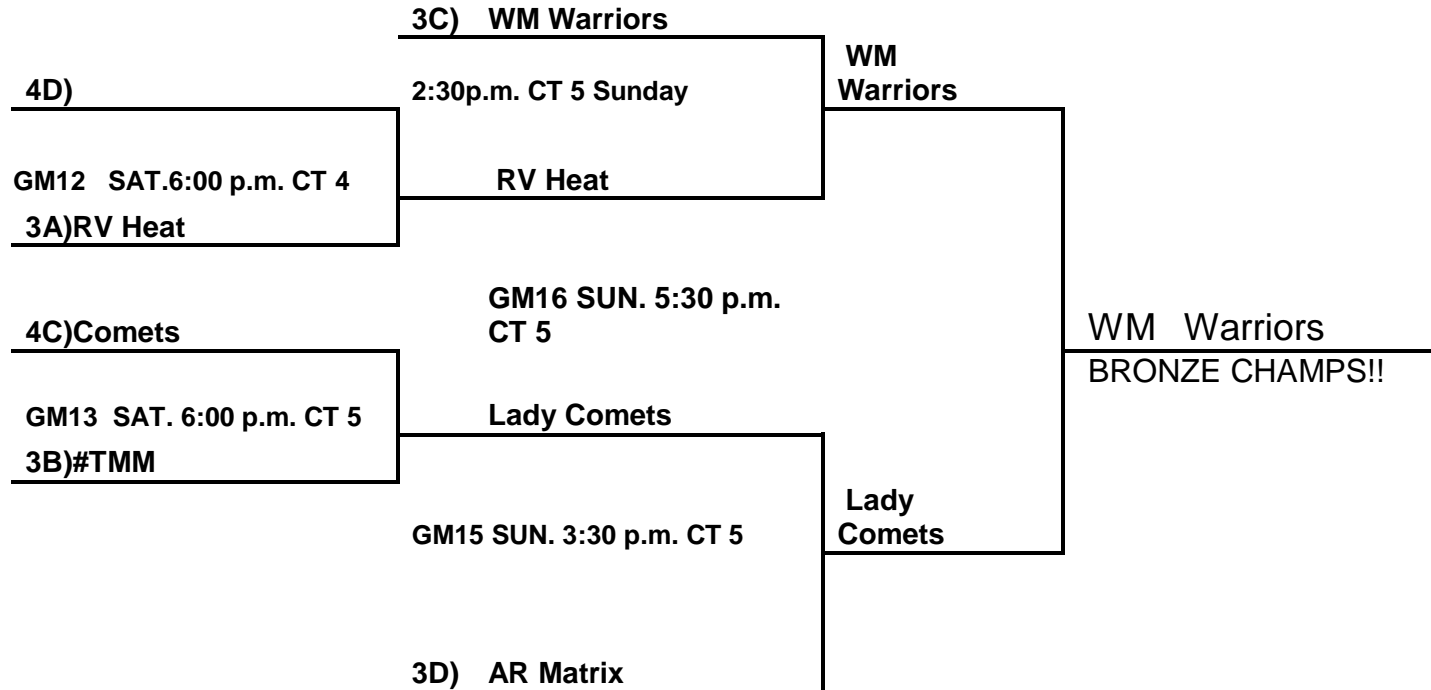 3C) WM Warriors
WM
Warriors
4D)
2:30p.m. CT 5 Sunday
GM12 SAT.6:00 p.m. CT 4
RV Heat
3A)RV Heat
GM16 SUN. 5:30 p.m.
CT 5
4C)Comets
WM Warriors
BRONZE CHAMPS!!
GM13 SAT. 6:00 p.m. CT 5
Lady Comets
3B)#TMM
Lady
Comets
GM15 SUN. 3:30 p.m. CT 5
3D) AR Matrix